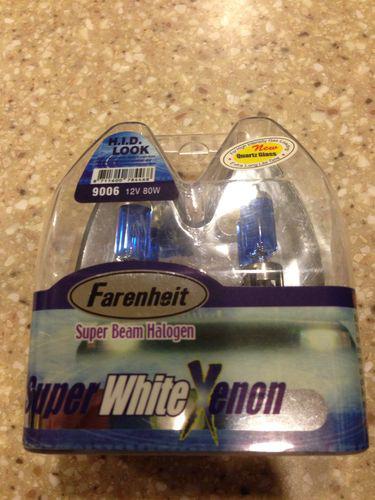 H.I.D.
LOOK
9006 12V 80W
New
Quartz Glass
Farenheit
Super Beam Halogen
Super White Xenon